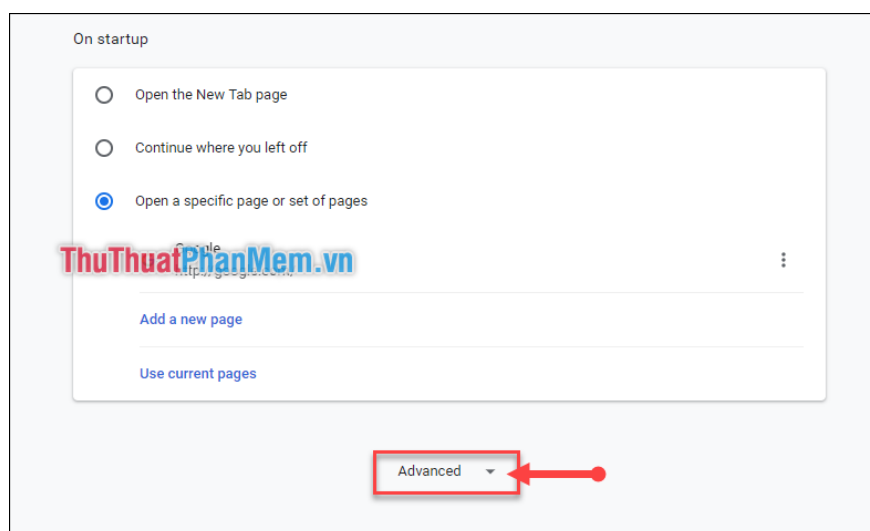 On startup
Open the New Tab page
Continue where you left off
Open a specific page or set of pages
Google
ThuThuatPhanMem.vn
Add a new page
Use current pages
Advanced